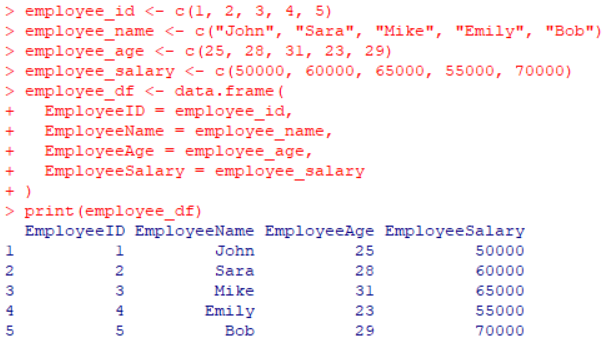 > employee_id <- c(1, 2, 3, 4, 5)
> employee_name <- c("John", "Sara", "Mike", "Emily", "Bob")
> employee_age <- c(25, 28, 31, 23, 29)
> employee_salary <- c(50000, 60000, 65000, 55000, 70000)
> employee_df <- data.frame(
+   EmployeeID = employee_id,
+   EmployeeName = employee_name,
+   EmployeeAge = employee_age,
+   EmployeeSalary = employee_salary
+ )
> print(employee_df)
  EmployeeID EmployeeName EmployeeAge EmployeeSalary
1          1         John          25          50000
2          2         Sara          28          60000
3          3         Mike          31          65000
4          4        Emily          23          55000
5          5          Bob          29          70000